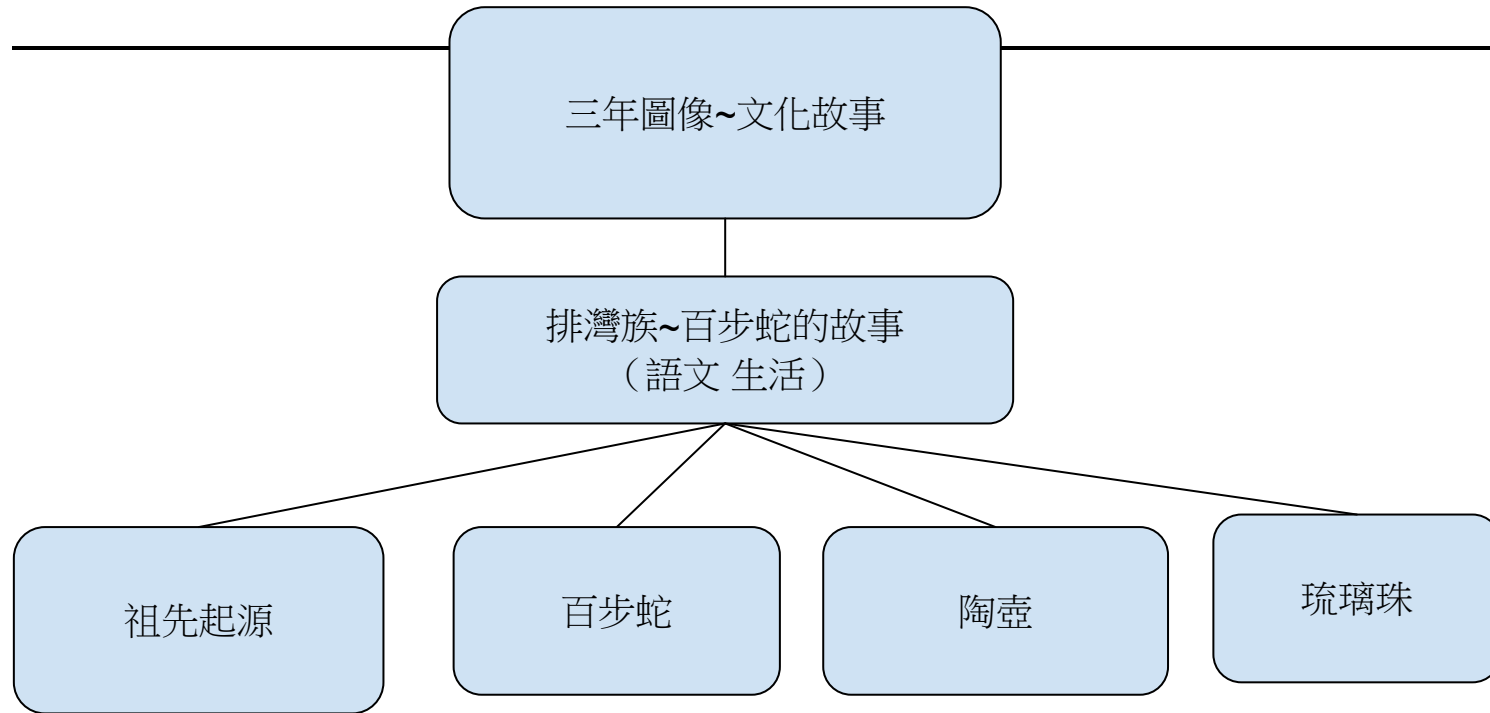 三年圖像~文化故事
排灣族~百步蛇的故事
（語文 生活）
祖先起源
百步蛇
陶壺
琉璃珠